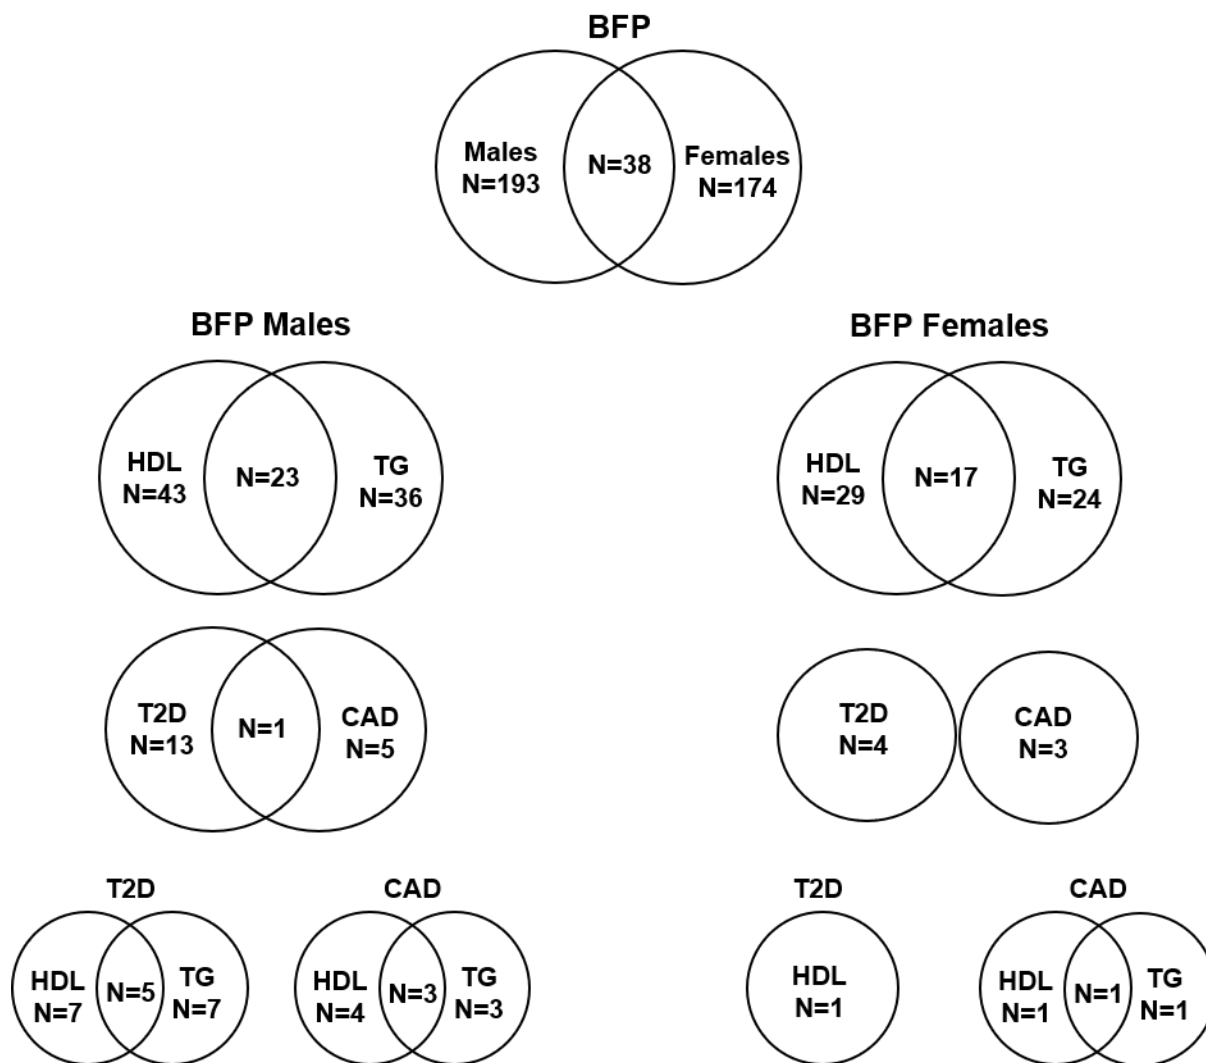 BFP
Males
N=193
N=38
Females
N=174
BFP Males
HDL
N=43
N=23
TG
N=36
BFP Females
HDL
N=29
N=17
TG
N=24
T2D
N=13
N=1
CAD
N=5
T2D
N=4
CAD
N=3
T2D
HDL
N=7
N=5
TG
N=7
CAD
HDL
N=4
N=3
TG
N=3
T2D
HDL
N=1
CAD
HDL
N=1
N=1
TG
N=1